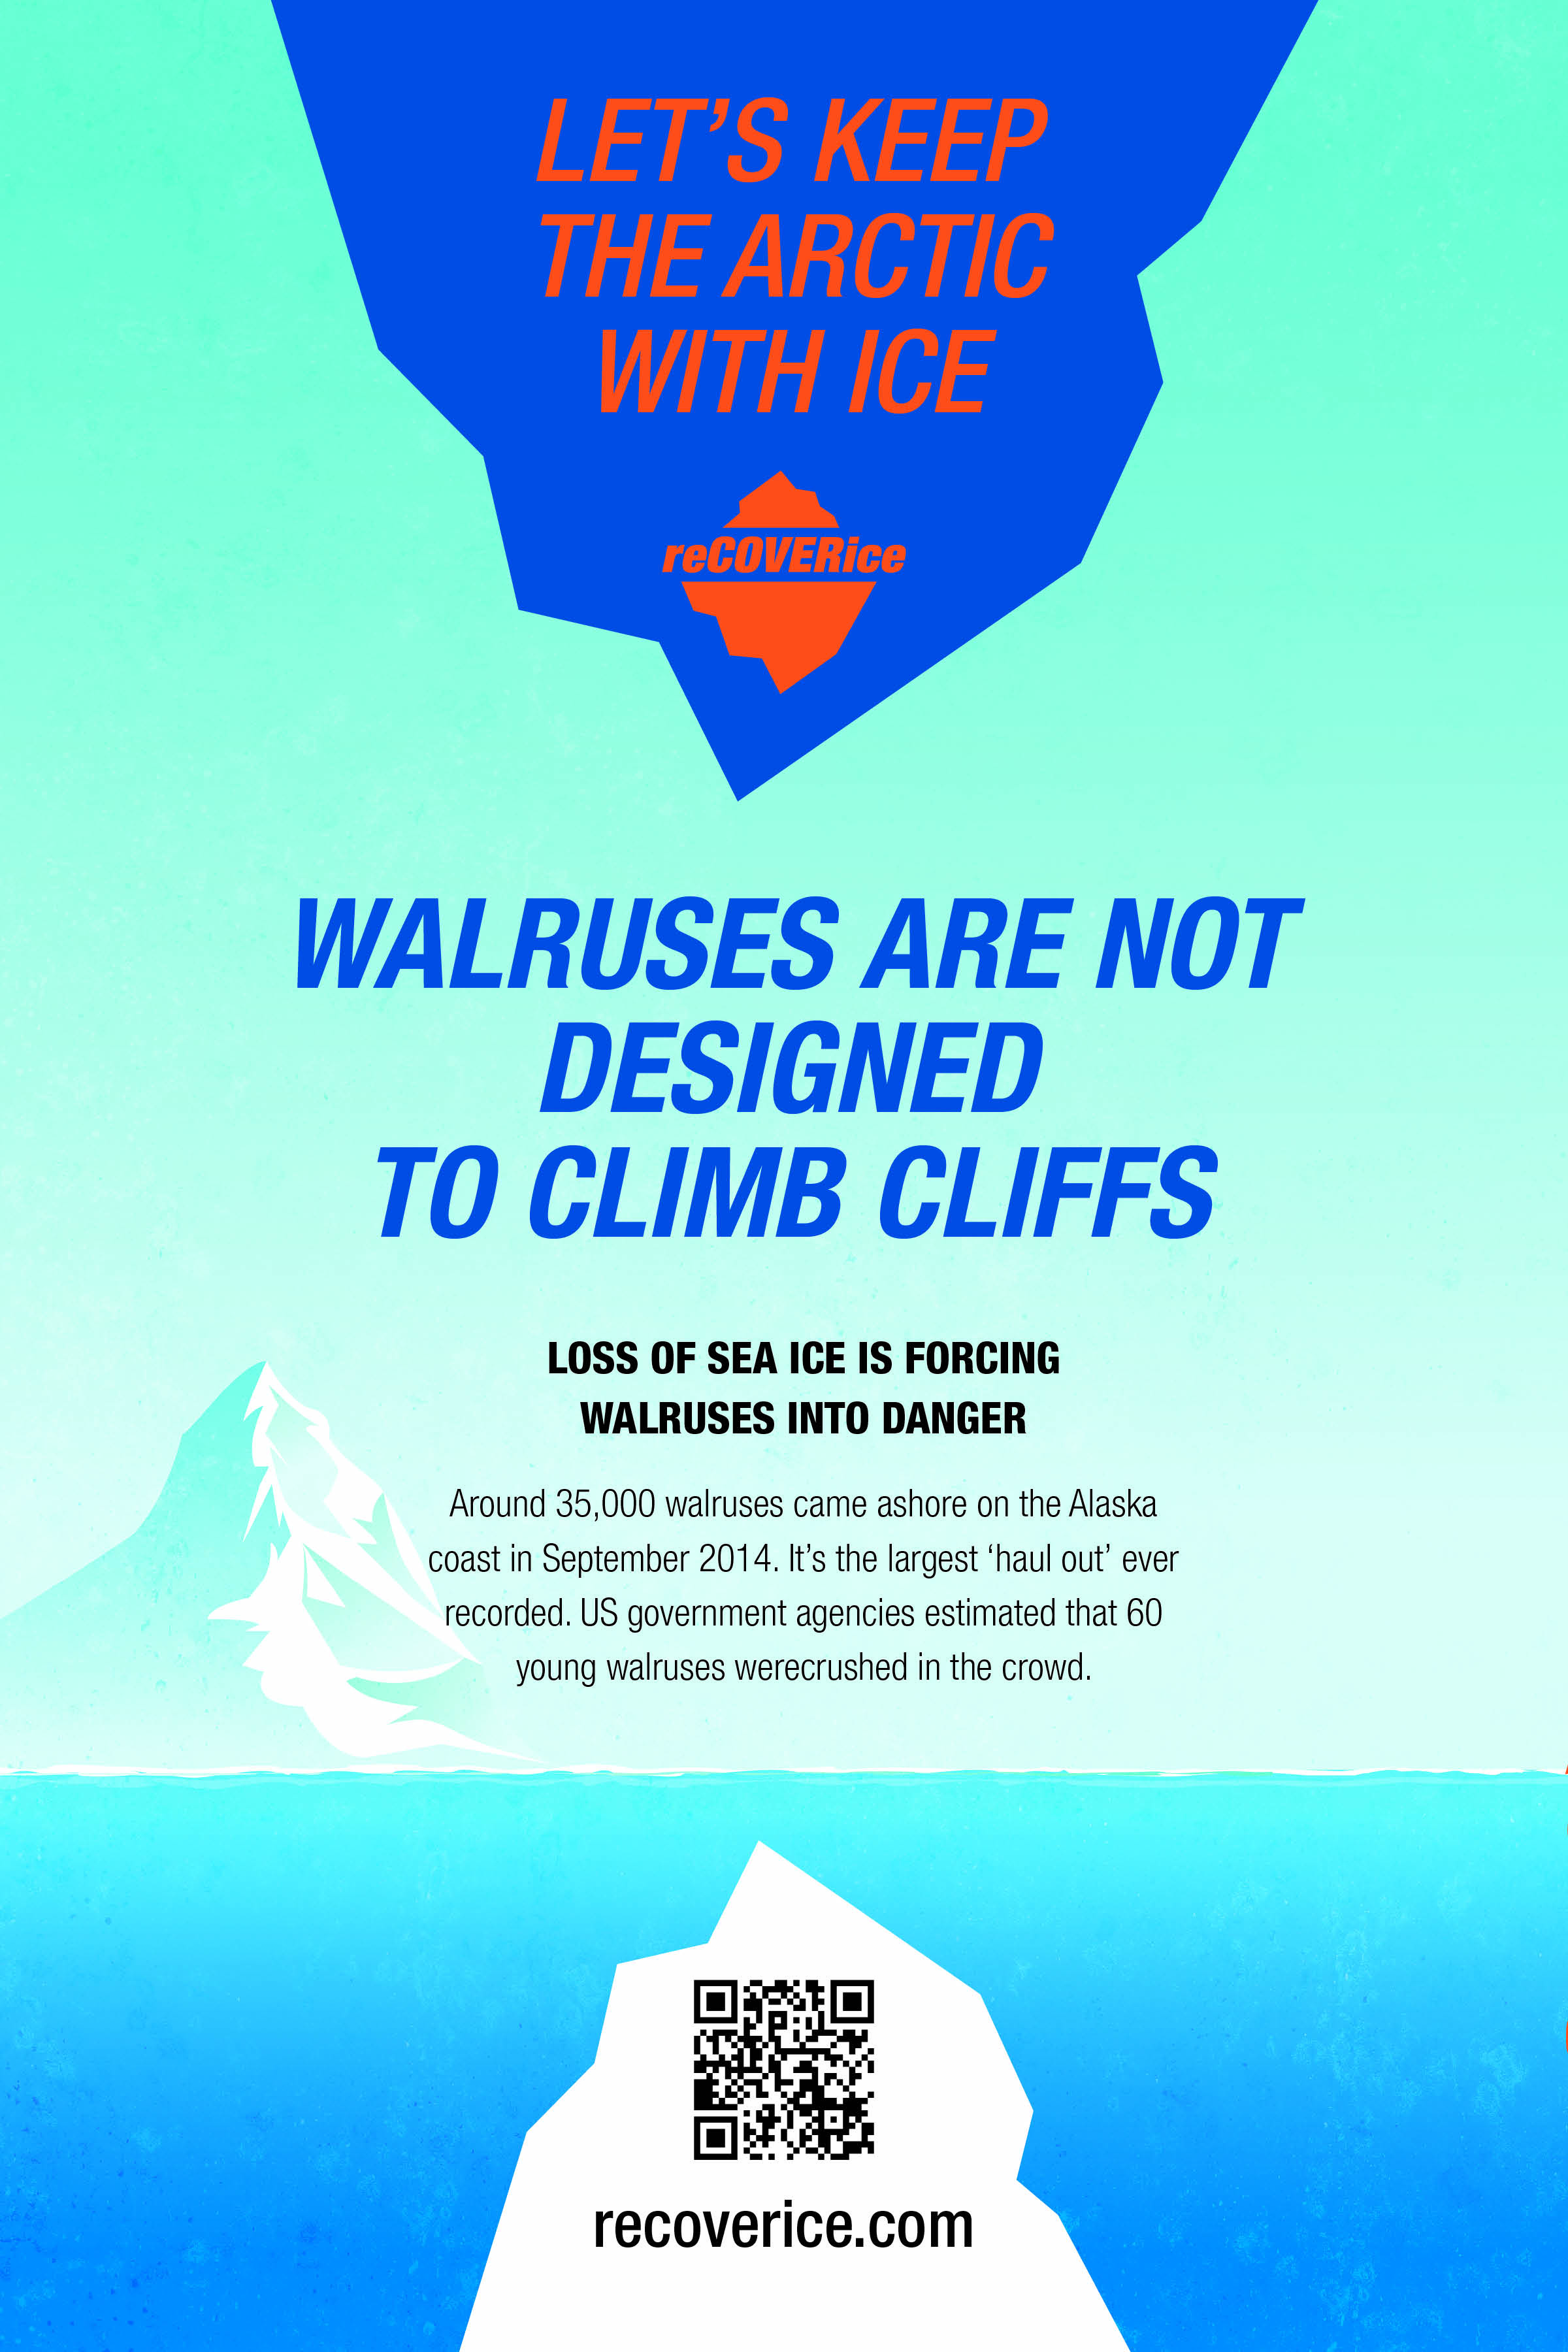 LET’S KEEP
THE ARCTIC
WITH ICE
reCOVERice
WALRUSES ARE NOT
DESIGNED
TO CLIMB CLIFFS
LOSS OF SEA ICE IS FORCING
WALRUSES INTO DANGER
Around 35,000 walruses came ashore on the Alaska
coast in September 2014. It’s the largest ‘haul out’ ever
recorded. US government agencies estimated that 60
young walruses werecrushed in the crowd.
recoverice.com